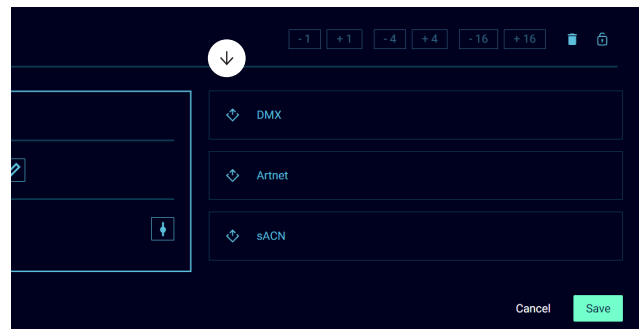 - 1 + 1 - 4 + 4 - 16 + 16
DMX
Artnet
sACN
Cancel Save